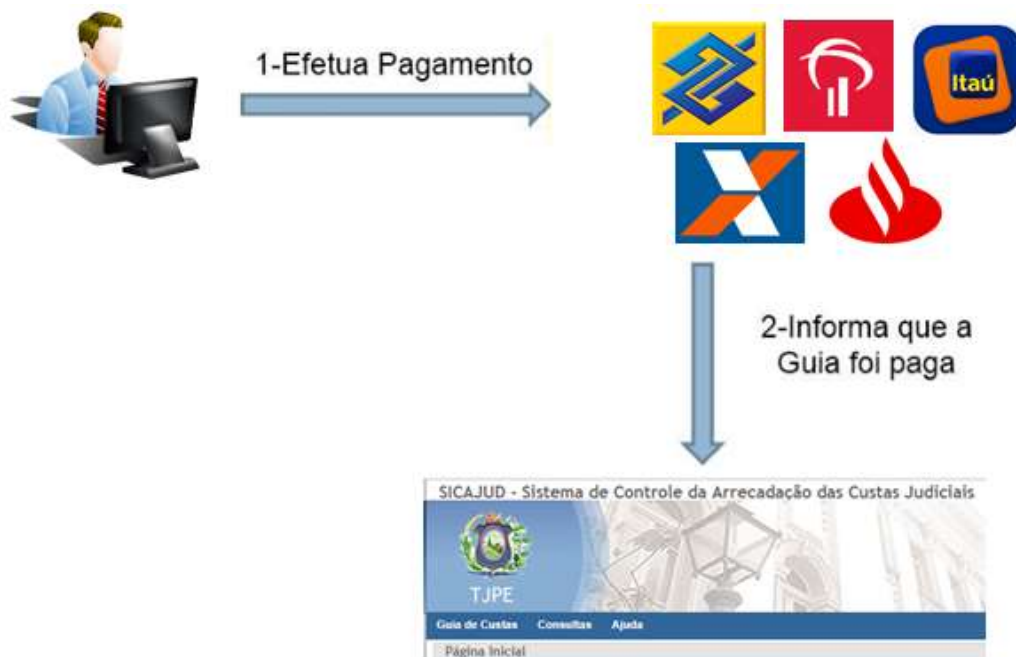 1-Efetua Pagamento
Itaú
2-Informa que a
Guia foi paga
SICAJUD - Sistema de Controle da Arrecadação das Custas Judiciais
TJPE
Guia de Custas Consultas Ajuda
Página Inicial